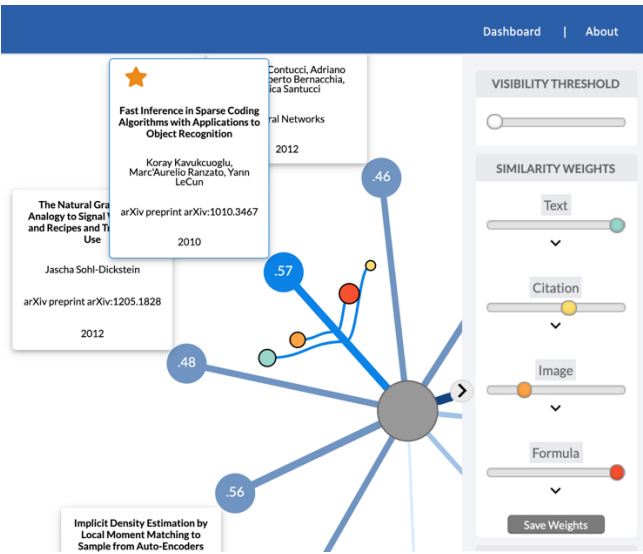 Dashboard | About
Contucci, Adriano
berto Bernacchia,
ica Santucci
ral Networks
2012
Fast Inference in Sparse Coding
Algorithms with Applications to
Object Recognition
Koray Kavukcuoglu,
Marc'Aurelio Ranzato, Yann
LeCun
arXiv preprint arXiv:1010.3467
2010
The Natural Gra
Analogy to Signal
and Recipes and Tr
Use
Jascha Sohl-Dickstein
arXiv preprint arXiv:1205.1828
2012
.46
.57
.48
.56
Implicit Density Estimation by
Local Moment Matching to
Sample from Auto-Encoders
VISIBILITY THRESHOLD
SIMILARITY WEIGHTS
Text
Citation
Image
Formula
Save Weights